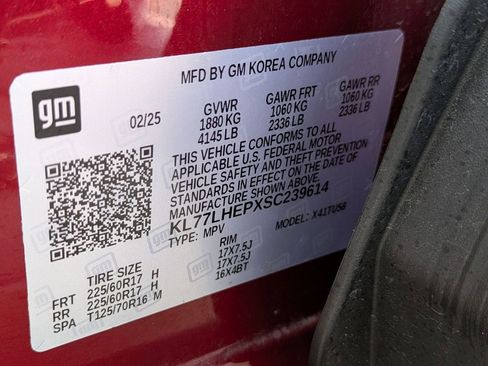 gm
MFD BY GM KOREA COMPANY
02/25
GVWR
1880 KG
4145 LB
GAWR FRT
1060 KG
2336 LB
GAWR RR
1060 KG
2336 LB
THIS VEHICLE CONFORMS TO ALL
APPLICABLE U.S. FEDERAL MOTOR
VEHICLE SAFETY AND THEFT PREVENTION
STANDARDS IN EFFECT ON THE DATE OF
MANUFACTURE SHOWN ABOVE.
KL77LHEPXSC239614
TYPE: MPV
MODEL: X41TU56
TIRE SIZE RIM
FRT 225/60R17 H 17X7.5J
RR 225/60R17 H 17X7.5J
SPA T125/70R16 M 16X4BT